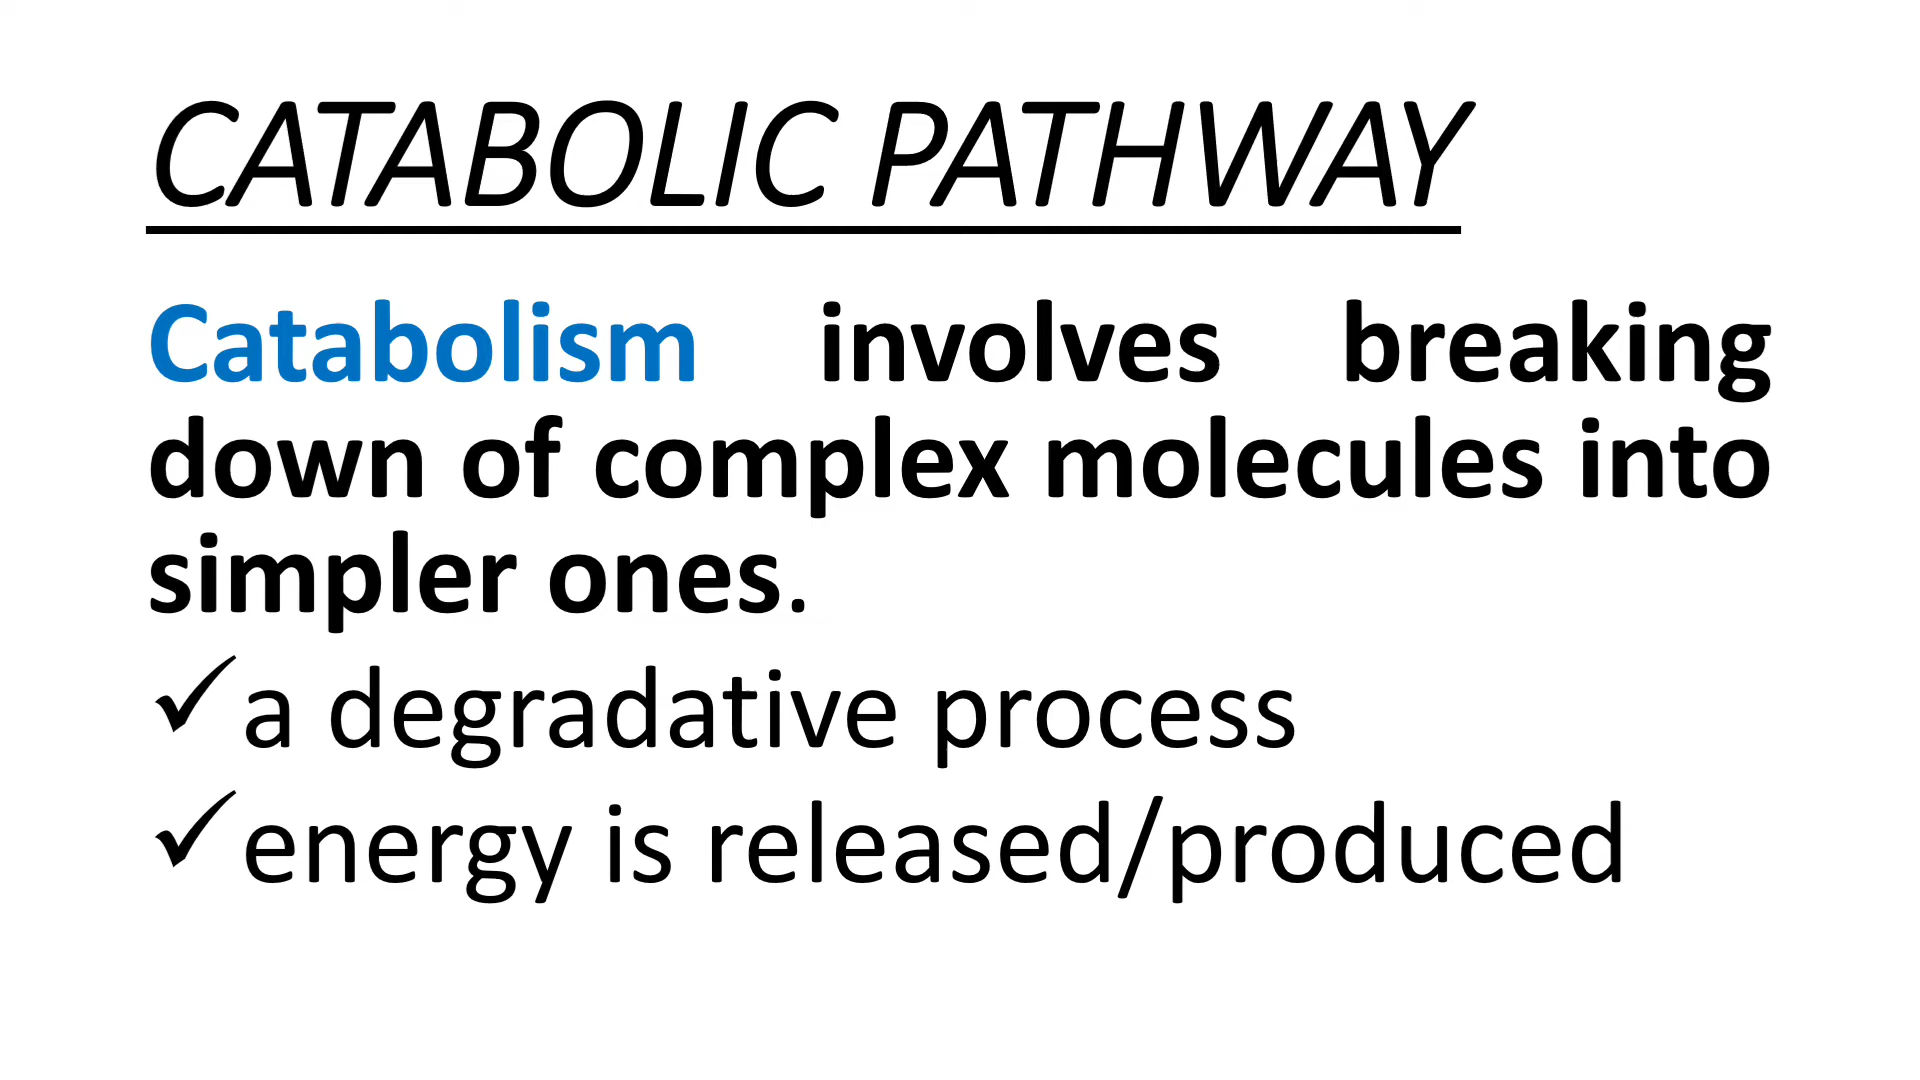 CATABOLIC PATHWAY
Catabolism involves breaking
down of complex molecules into
simpler ones.
✓a degradative process
✓energy is released/produced